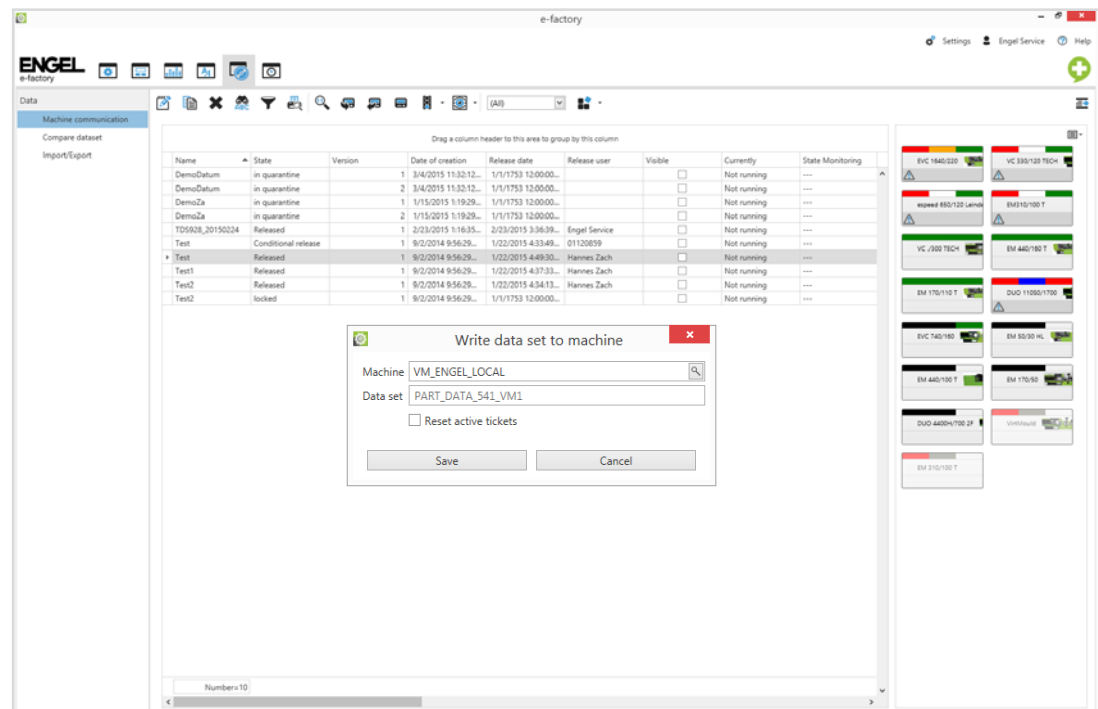 e-factory
Settings Engel Service Help
ENGEL
e-factory
Data
Machine communication
Compare dataset
Import/Export
(All)
Drag a column header to this area to group by this column
Name State Version Date of creation Release date Release user Visible Currently State Monitoring
DemoDatum in quarantine 1 3/4/2015 11:32:12... 1/1/1753 12:00:00... Not running ---
DemoDatum in quarantine 2 3/4/2015 11:32:12... 1/1/1753 12:00:00... Not running ---
DemoZa in quarantine 1 1/15/2015 1:19:29... 1/1/1753 12:00:00... Not running ---
DemoZa in quarantine 2 1/15/2015 1:19:29... 1/1/1753 12:00:00... Not running ---
TDS928_20150224 Released 1 2/23/2015 1:16:35... 2/23/2015 3:36:39... Engel Service Not running ---
Test Conditional release 1 9/2/2014 9:56:29... 1/22/2015 4:33:49... 01120859 Not running ---
Test Released 1 9/2/2014 9:56:29... 1/22/2015 4:49:30... Hannes Zach Not running ---
Test1 Released 1 9/2/2014 9:56:29... 1/22/2015 4:37:33... Hannes Zach Not running ---
Test2 Released 1 9/2/2014 9:56:29... 1/22/2015 4:34:13... Hannes Zach Not running ---
Test2 locked 1 9/2/2014 9:56:29... 1/1/1753 12:00:00... Not running ---
Write data set to machine
Machine VM_ENGEL_LOCAL
Data set PART_DATA_541_VM1
Reset active tickets
Save Cancel
Number=10
EVC 1640/220 VC 330/120 TECH
espeed 650/120 Leinde EM310/100 T
VC /300 TECH EM 440/160 T
EM 170/110 T DUO 11050/1700
EVC 740/160 EM 50/30 HL
EM 440/100 T EM 170/50
DUO 4400H/700 2F VirtMould
EM 310/100 T